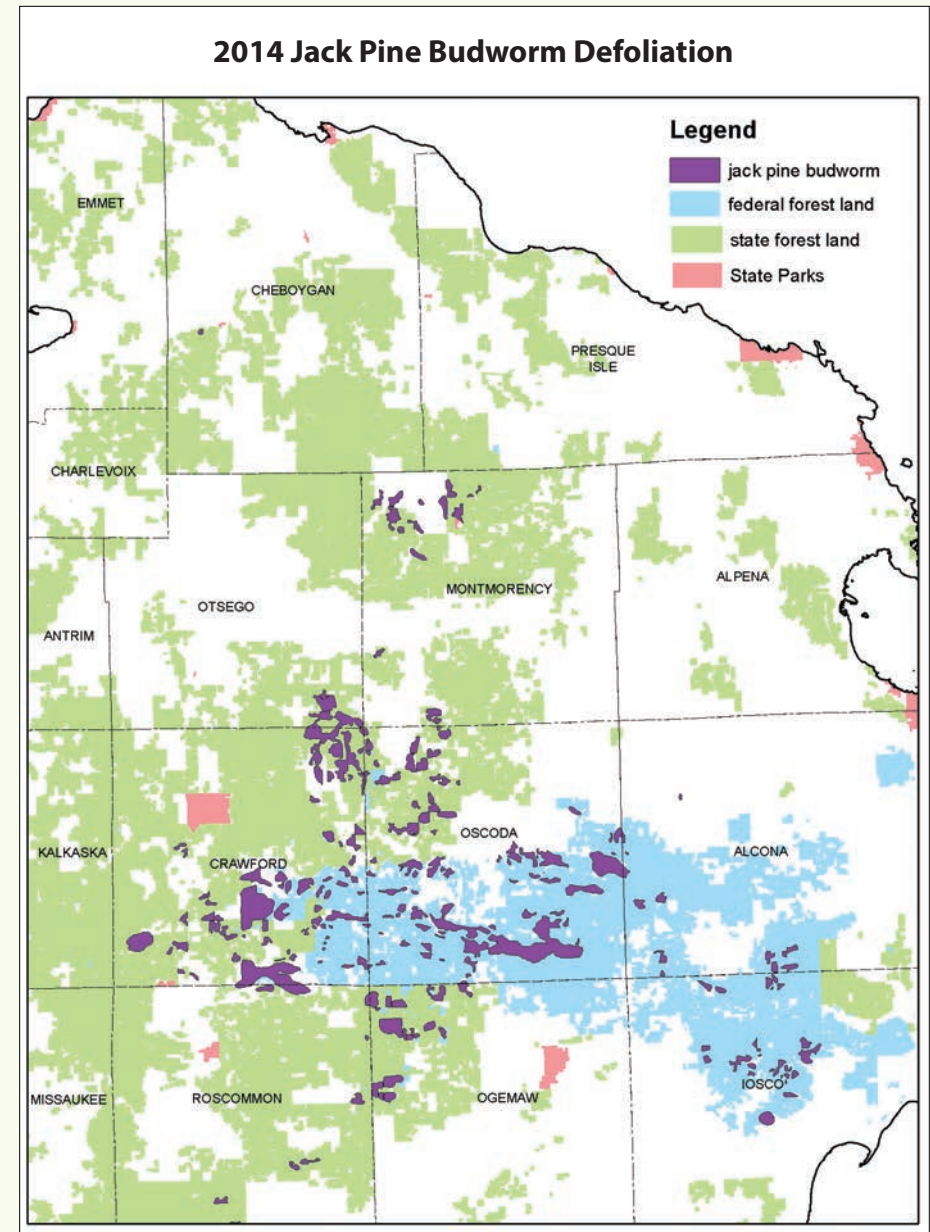 2014 Jack Pine Budworm Defoliation
Legend
jack pine budworm
federal forest land
state forest land
State Parks
EMMET
CHEBOYGAN
PRESQUE
ISLE
CHARLEVOIX
ALPENA
MONTMORENCY
OTSEGO
ANTRIM
OSCODA
KALKASKA
CRAWFORD
ALCONA
IOSCO
MISSAUKEE
ROSCOMMON
OGEMAW